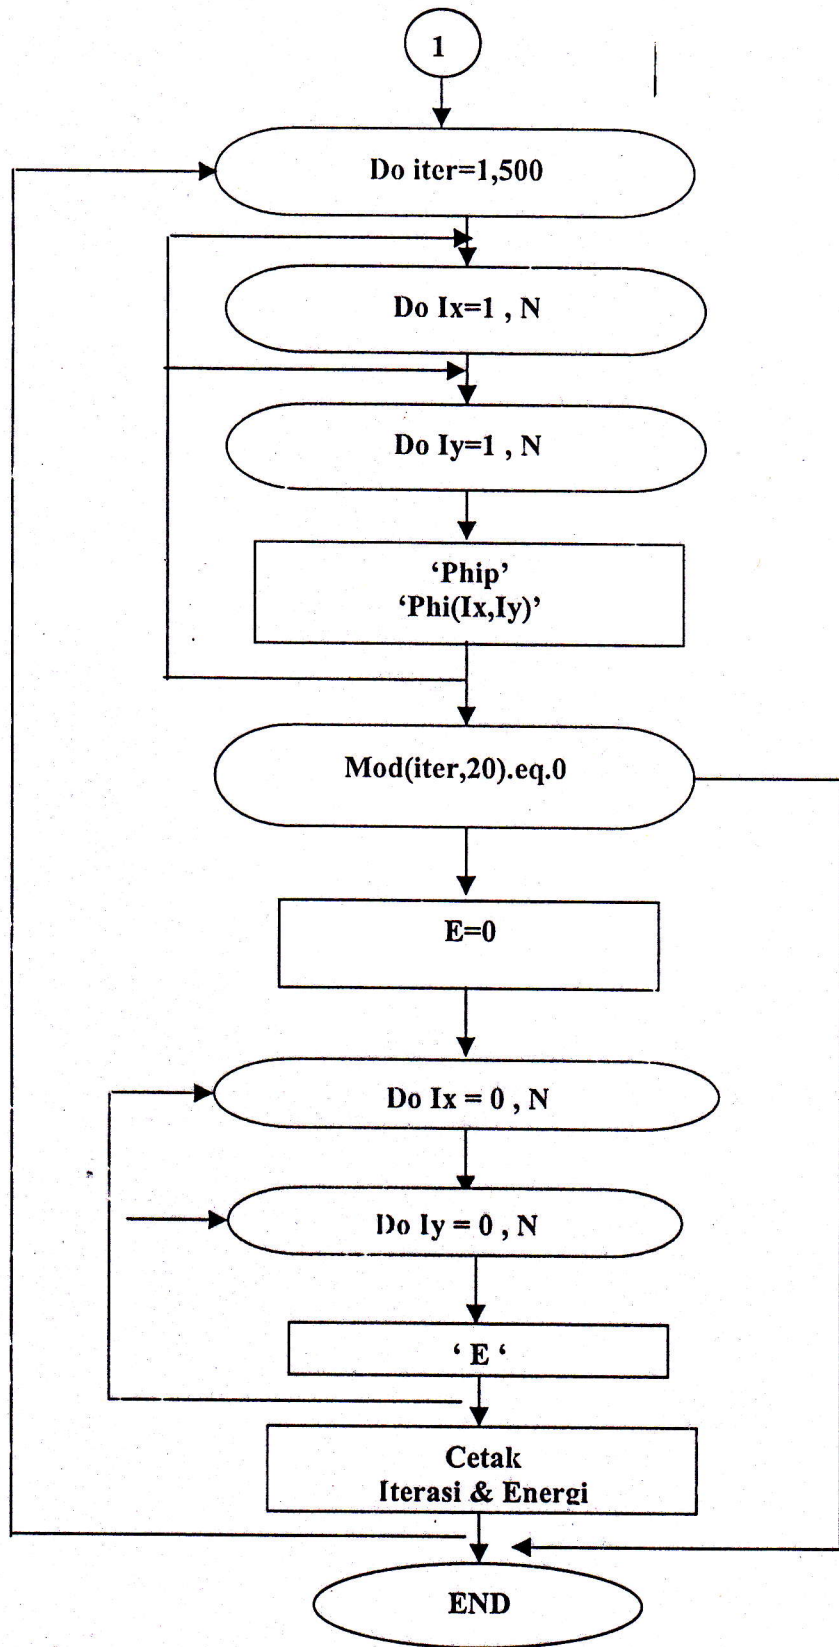 1
Do iter=1,500
Do Ix=1 , N
Do Iy=1 , N
‘Phip’
‘Phi(Ix,Iy)’
Mod(iter,20).eq.0
E=0
Do Ix = 0 , N
Do Iy = 0 , N
‘ E ‘
Cetak
Iterasi & Energi
END